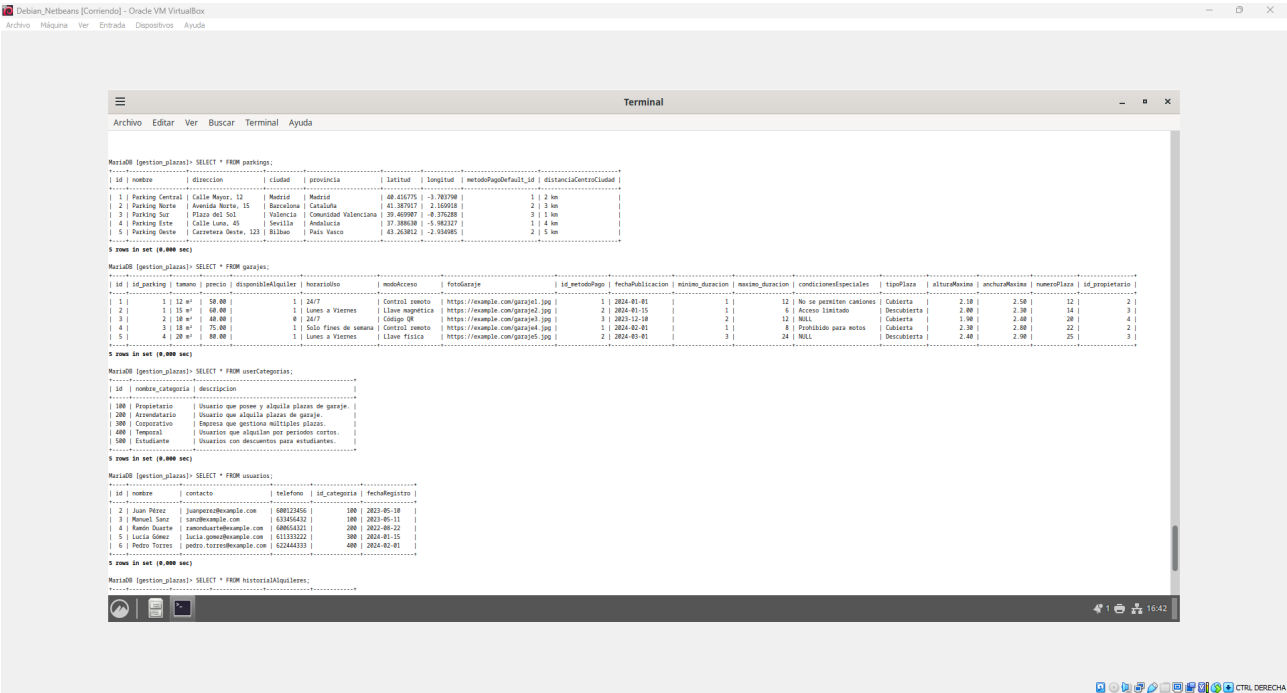 Debian_Netbeans [Corriendo] - Oracle VM VirtualBox
Archivo Máquina Ver Entrada Dispositivos Ayuda
Terminal
Archivo Editar Ver Buscar Terminal Ayuda
MariaDB [gestion_plazas]> SELECT * FROM parkings;
| id | nombre | direccion | ciudad | provincia | latitud | longitud | metodoPagoDefault_id | distanciaCentroCiudad |
| 1 | Parking Central | Calle Mayor, 12 | Madrid | Madrid | 40.416775 | -3.703790 | 1 | 2 km |
| 2 | Parking Norte | Avenida Norte, 15 | Barcelona | Cataluña | 41.387917 | 2.169918 | 2 | 3 km |
| 3 | Parking Sur | Plaza del Sol | Valencia | Comunidad Valenciana | 39.469907 | -0.376288 | 3 | 1 km |
| 4 | Parking Este | Calle Luna, 45 | Sevilla | Andalucía | 37.388630 | -5.982327 | 1 | 4 km |
| 5 | Parking Oeste | Carretera Oeste, 123 | Bilbao | País Vasco | 43.263012 | -2.934985 | 2 | 5 km |
5 rows in set (0,000 sec)
MariaDB [gestion_plazas]> SELECT * FROM garajes;
| id | id_parking | tamano | precio | disponibleAlquiler | horarioUso | modoAcceso | fotoGaraje | id_metodoPago | fechaPublicacion | minimo_duracion | maximo_duracion | condicionesEspeciales | tipoPlaza | alturaMaxima | anchuraMaxima | numeroPlaza | id_propietario |
| 1 | 1 | 12 m² | 50.00 | 1 | 24/7 | Control remoto | https://example.com/garaje1.jpg | 1 | 2024-01-01 | 1 | 12 | No se permiten camiones | Cubierta | 2.10 | 2.50 | 12 | 2 |
| 2 | 1 | 15 m² | 60.00 | 1 | Lunes a Viernes | Llave magnética | https://example.com/garaje2.jpg | 2 | 2024-01-15 | 1 | 6 | Acceso limitado | Descubierta | 2.00 | 2.30 | 14 | 3 |
| 3 | 2 | 10 m² | 40.00 | 0 | 24/7 | Código QR | https://example.com/garaje3.jpg | 3 | 2023-12-10 | 2 | 12 | NULL | Cubierta | 1.90 | 2.40 | 20 | 4 |
| 4 | 3 | 18 m² | 75.00 | 1 | Solo fines de semana | Control remoto | https://example.com/garaje4.jpg | 1 | 2024-02-01 | 1 | 8 | Prohibido para motos | Cubierta | 2.30 | 2.80 | 22 | 2 |
| 5 | 4 | 20 m² | 80.00 | 1 | Lunes a Viernes | Llave física | https://example.com/garaje5.jpg | 2 | 2024-03-01 | 3 | 24 | NULL | Descubierta | 2.40 | 2.90 | 25 | 3 |
5 rows in set (0,000 sec)
MariaDB [gestion_plazas]> SELECT * FROM userCategorias;
| id | nombre_categoria | descripcion |
| 100 | Propietario | Usuario que posee y alquila plazas de garaje. |
| 200 | Arrendatario | Usuario que alquila plazas de garaje. |
| 300 | Corporativo | Empresa que gestiona múltiples plazas. |
| 400 | Temporal | Usuarios que alquilan por periodos cortos. |
| 500 | Estudiante | Usuarios con descuentos para estudiantes. |
5 rows in set (0,000 sec)
MariaDB [gestion_plazas]> SELECT * FROM usuarios;
| id | nombre | contacto | telefono | id_categoria | fechaRegistro |
| 2 | Juan Pérez | juanperez@example.com | 600123456 | 100 | 2023-05-10 |
| 3 | Manuel Sanz | sanz@example.com | 633456432 | 100 | 2023-05-11 |
| 4 | Ramón Duarte | ramonduarte@example.com | 600654321 | 200 | 2022-08-22 |
| 5 | Lucía Gómez | lucia.gomez@example.com | 611333222 | 300 | 2024-01-15 |
| 6 | Pedro Torres | pedro.torres@example.com | 622444333 | 400 | 2024-02-01 |
5 rows in set (0,000 sec)
MariaDB [gestion_plazas]> SELECT * FROM historialAlquileres;
1 16:42
CTRL DERECHA